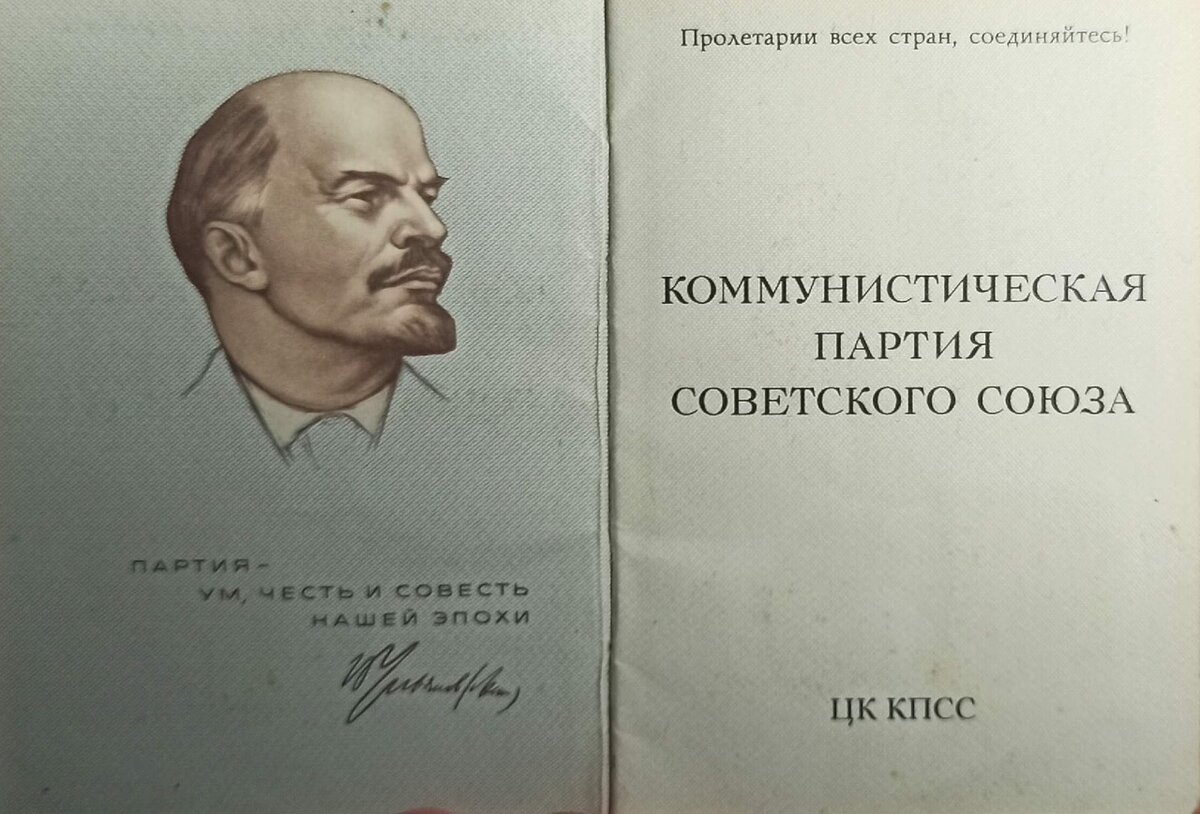 ПАРТИЯ –
УМ, ЧЕСТЬ И СОВЕСТЬ
НАШЕЙ ЭПОХИ
Пролетарии всех стран, соединяйтесь!
КОММУНИСТИЧЕСКАЯ
ПАРТИЯ
СОВЕТСКОГО СОЮЗА
ЦК КПСС